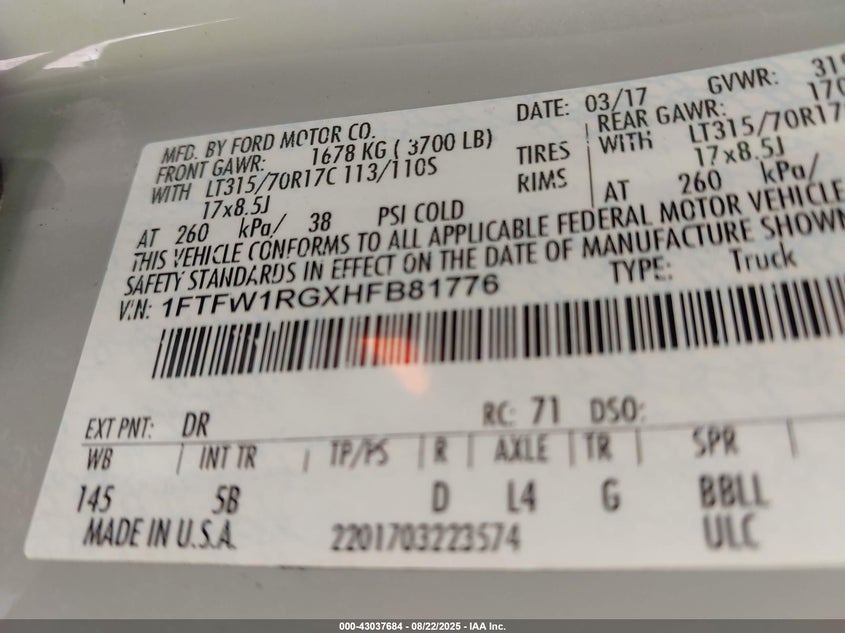 MFD. BY FORD MOTOR CO.
DATE: 03/17
GVWR:
FRONT GAWR: 1678 KG ( 3700 LB)
REAR GAWR:
WITH LT315/70R17C 113/110S
TIRES
WITH
17x8.5J
RIMS
17x8.5J
AT 260 kPa/ 38 PSI COLD
AT 260 kPa/
THIS VEHICLE CONFORMS TO ALL APPLICABLE FEDERAL MOTOR VEHICLE
SAFETY STANDARDS IN EFFECT ON THE DATE OF MANUFACTURE SHOWN
VIN: 1FTFW1RGXHFB81776
TYPE: Truck
EXT PNT: DR RC: 71 DSO:
WB | INT TR | TP/PS | R | AXLE | TR | SPR |
145 5B D L4 G BBLL
MADE IN U.S.A. 2201703223574 ULC
000-43037684 - 08/22/2025 - IAA Inc.